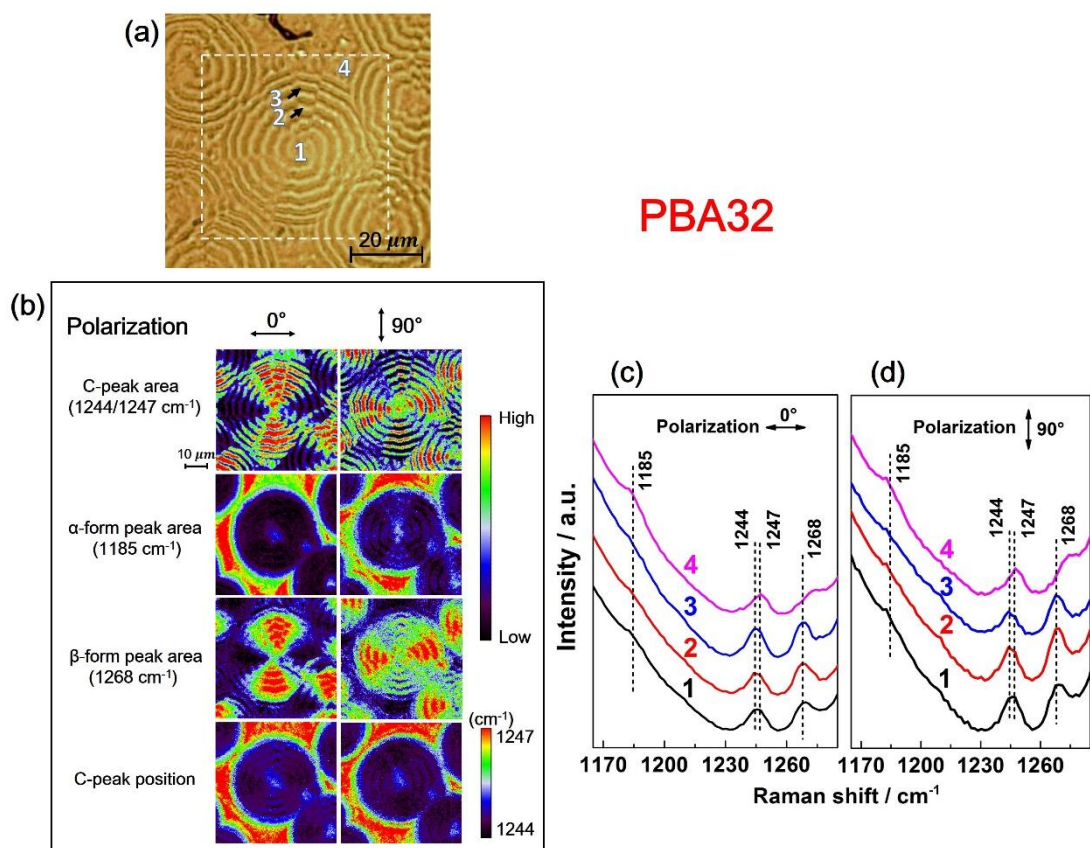 (a)
4
3
2
1
20 μm
PBA32
(b)
Polarization
0°
90°
C-peak area
(1244/1247 cm⁻¹)
10 μm
α-form peak area
(1185 cm⁻¹)
β-form peak area
(1268 cm⁻¹)
C-peak position
High
Low
(cm⁻¹)
1247
1244
(c)
Polarization 0°
1185
1244
1247
1268
4
3
2
1
1170 1200 1230 1260
(d)
Polarization 90°
1185
1244
1247
1268
4
3
2
1
1170 1200 1230 1260
Intensity / a.u.
Raman shift / cm⁻¹